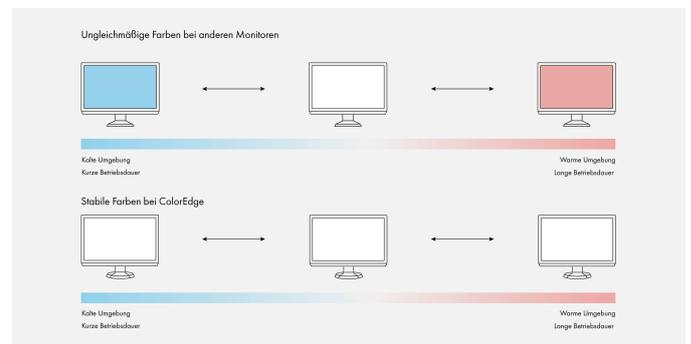 Ungleichmäßige Farben bei anderen Monitoren
Kalte Umgebung
Warme Umgebung
Kurze Betriebsdauer
Lange Betriebsdauer
Stabile Farben bei ColorEdge
Kalte Umgebung
Warme Umgebung
Kurze Betriebsdauer
Lange Betriebsdauer